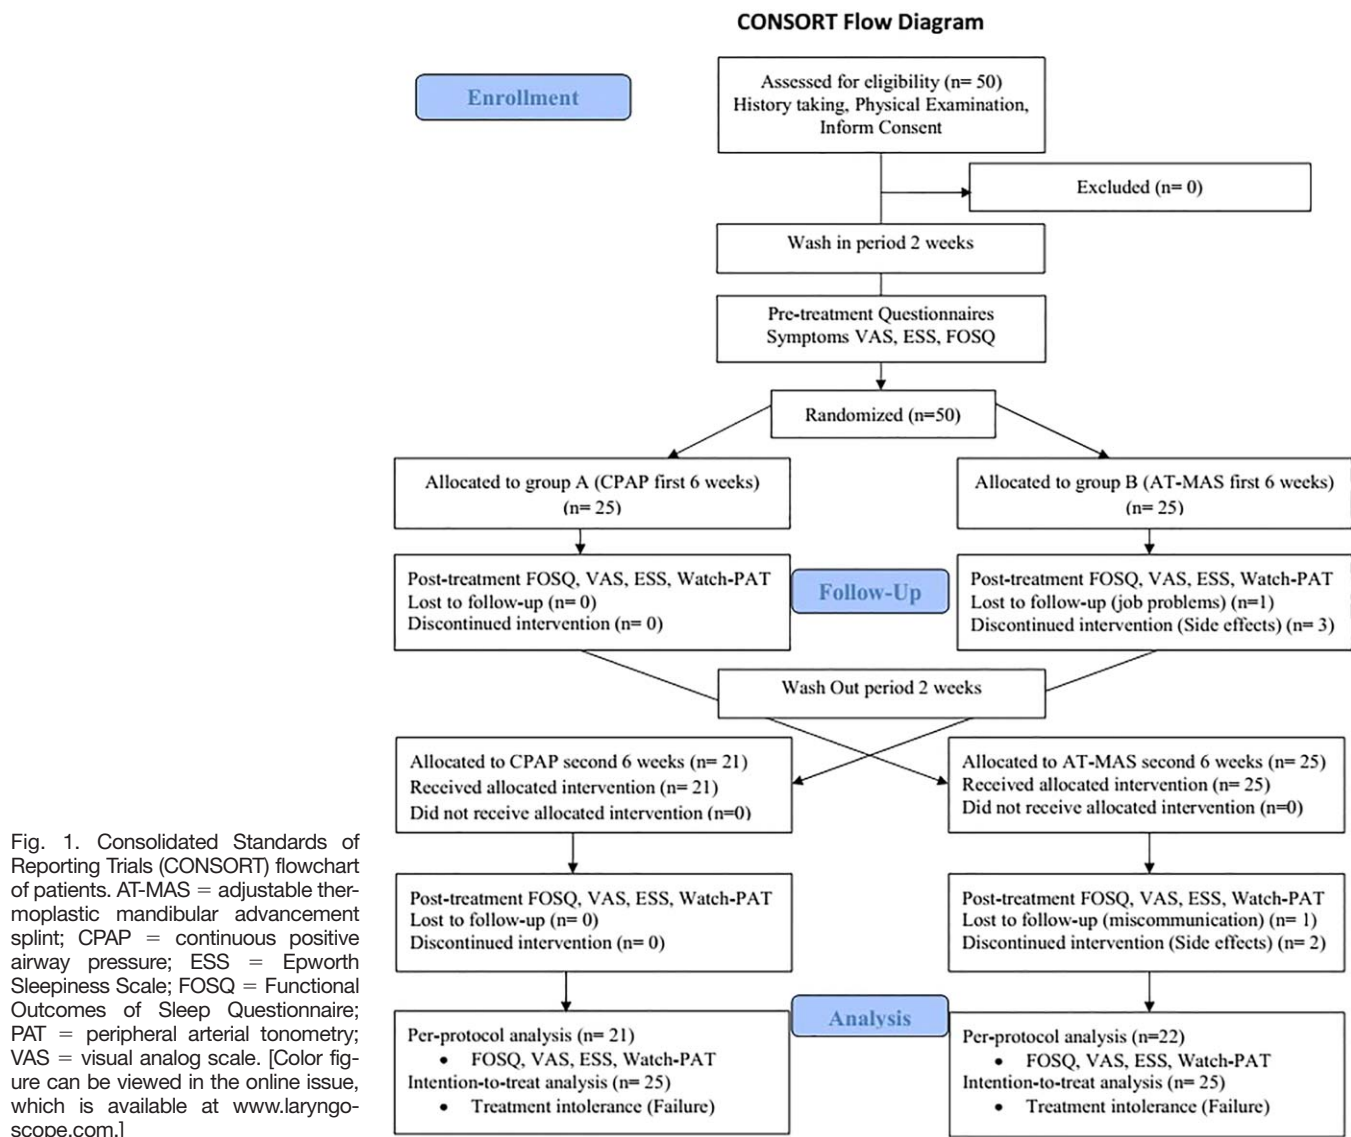 CONSORT Flow Diagram
Enrollment
Assessed for eligibility (n= 50)
History taking, Physical Examination,
Inform Consent
Excluded (n= 0)
Wash in period 2 weeks
Pre-treatment Questionnaires
Symptoms VAS, ESS, FOSQ
Randomized (n=50)
Allocated to group A (CPAP first 6 weeks)
(n= 25)
Allocated to group B (AT-MAS first 6 weeks)
(n= 25)
Post-treatment FOSQ, VAS, ESS, Watch-PAT
Lost to follow-up (n= 0)
Discontinued intervention (n= 0)
Follow-Up
Post-treatment FOSQ, VAS, ESS, Watch-PAT
Lost to follow-up (job problems) (n=1)
Discontinued intervention (Side effects) (n= 3)
Wash Out period 2 weeks
Allocated to CPAP second 6 weeks (n= 21)
Received allocated intervention (n= 21)
Did not receive allocated intervention (n=0)
Allocated to AT-MAS second 6 weeks (n= 25)
Received allocated intervention (n= 25)
Did not receive allocated intervention (n=0)
Post-treatment FOSQ, VAS, ESS, Watch-PAT
Lost to follow-up (n= 0)
Discontinued intervention (n= 0)
Post-treatment FOSQ, VAS, ESS, Watch-PAT
Lost to follow-up (miscommunication) (n= 1)
Discontinued intervention (Side effects) (n= 2)
Analysis
Per-protocol analysis (n= 21)
• FOSQ, VAS, ESS, Watch-PAT
Intention-to-treat analysis (n= 25)
• Treatment intolerance (Failure)
Per-protocol analysis (n=22)
• FOSQ, VAS, ESS, Watch-PAT
Intention-to-treat analysis (n= 25)
• Treatment intolerance (Failure)
Fig. 1. Consolidated Standards of
Reporting Trials (CONSORT) flowchart
of patients. AT-MAS = adjustable ther-
moplastic mandibular advancement
splint; CPAP = continuous positive
airway pressure; ESS = Epworth
Sleepiness Scale; FOSQ = Functional
Outcomes of Sleep Questionnaire;
PAT = peripheral arterial tonometry;
VAS = visual analog scale. [Color fig-
ure can be viewed in the online issue,
which is available at www.laryngo-
scope.com.]